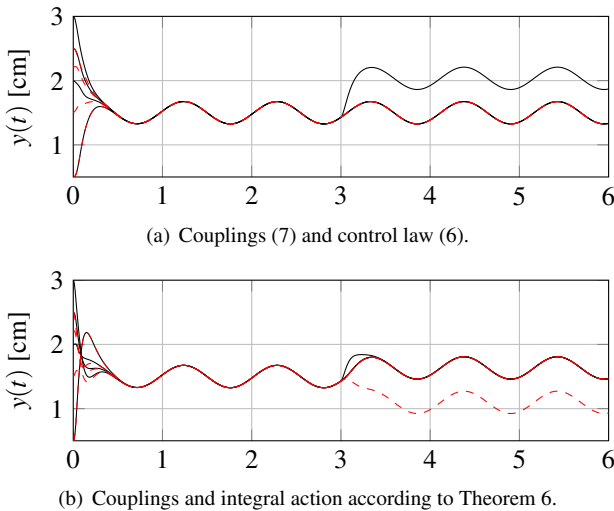 3
2
1
y(t) [cm]
0 1 2 3 4 5 6
(a) Couplings (7) and control law (6).
3
2
1
y(t) [cm]
0 1 2 3 4 5 6
(b) Couplings and integral action according to Theorem 6.